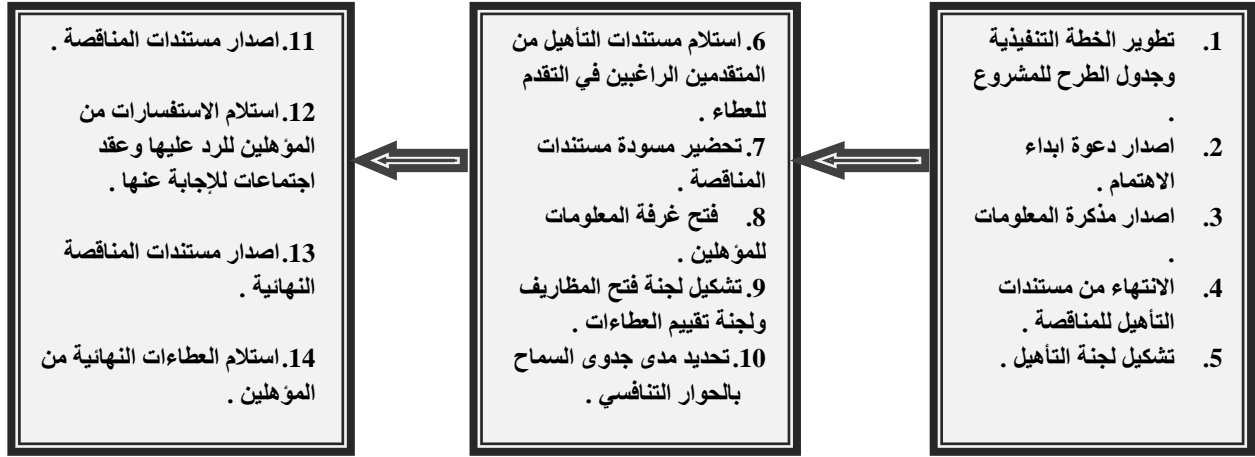 1. تطوير الخطة التنفيذية
وجدول الطرح للمشروع
.
2. اصدار دعوة ابداء
الاهتمام .
3. اصدار مذكرة المعلومات
.
4. الانتهاء من مستندات
التأهيل للمناقصة .
5. تشكيل لجنة التأهيل .
6. استلام مستندات التأهيل من
المتقدمين الراغبين في التقدم
للعطاء .
7. تحضير مسودة مستندات
المناقصة .
8. فتح غرفة المعلومات
للمؤهلين .
9. تشكيل لجنة فتح المظاريف
ولجنة تقييم العطاءات .
10. تحديد مدى جدوى السماح
بالحوار التنافسي .
11. اصدار مستندات المناقصة .
12. استلام الاستفسارات من
المؤهلين للرد عليها وعقد
اجتماعات للإجابة عنها .
13. اصدار مستندات المناقصة
النهائية .
14. استلام العطاءات النهائية من
المؤهلين .